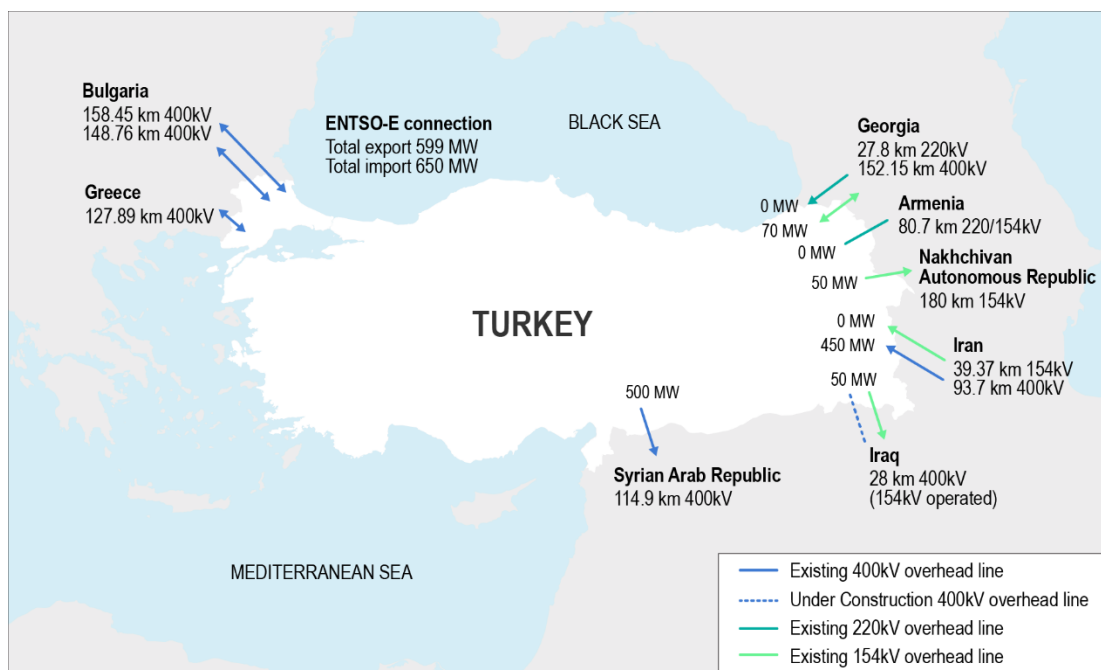 Bulgaria
158.45 km 400kV
148.76 km 400kV
Greece
127.89 km 400kV
ENTSO-E connection
Total export 599 MW
Total import 650 MW
BLACK SEA
Georgia
27.8 km 220kV
152.15 km 400kV
0 MW
70 MW
0 MW
Armenia
80.7 km 220/154kV
Nakhchivan
Autonomous Republic
180 km 154kV
50 MW
TURKEY
0 MW
450 MW
Iran
39.37 km 154kV
93.7 km 400kV
50 MW
500 MW
Iraq
28 km 400kV
(154kV operated)
Syrian Arab Republic
114.9 km 400kV
MEDITERRANEAN SEA
Existing 400kV overhead line
Under Construction 400kV overhead line
Existing 220kV overhead line
Existing 154kV overhead line